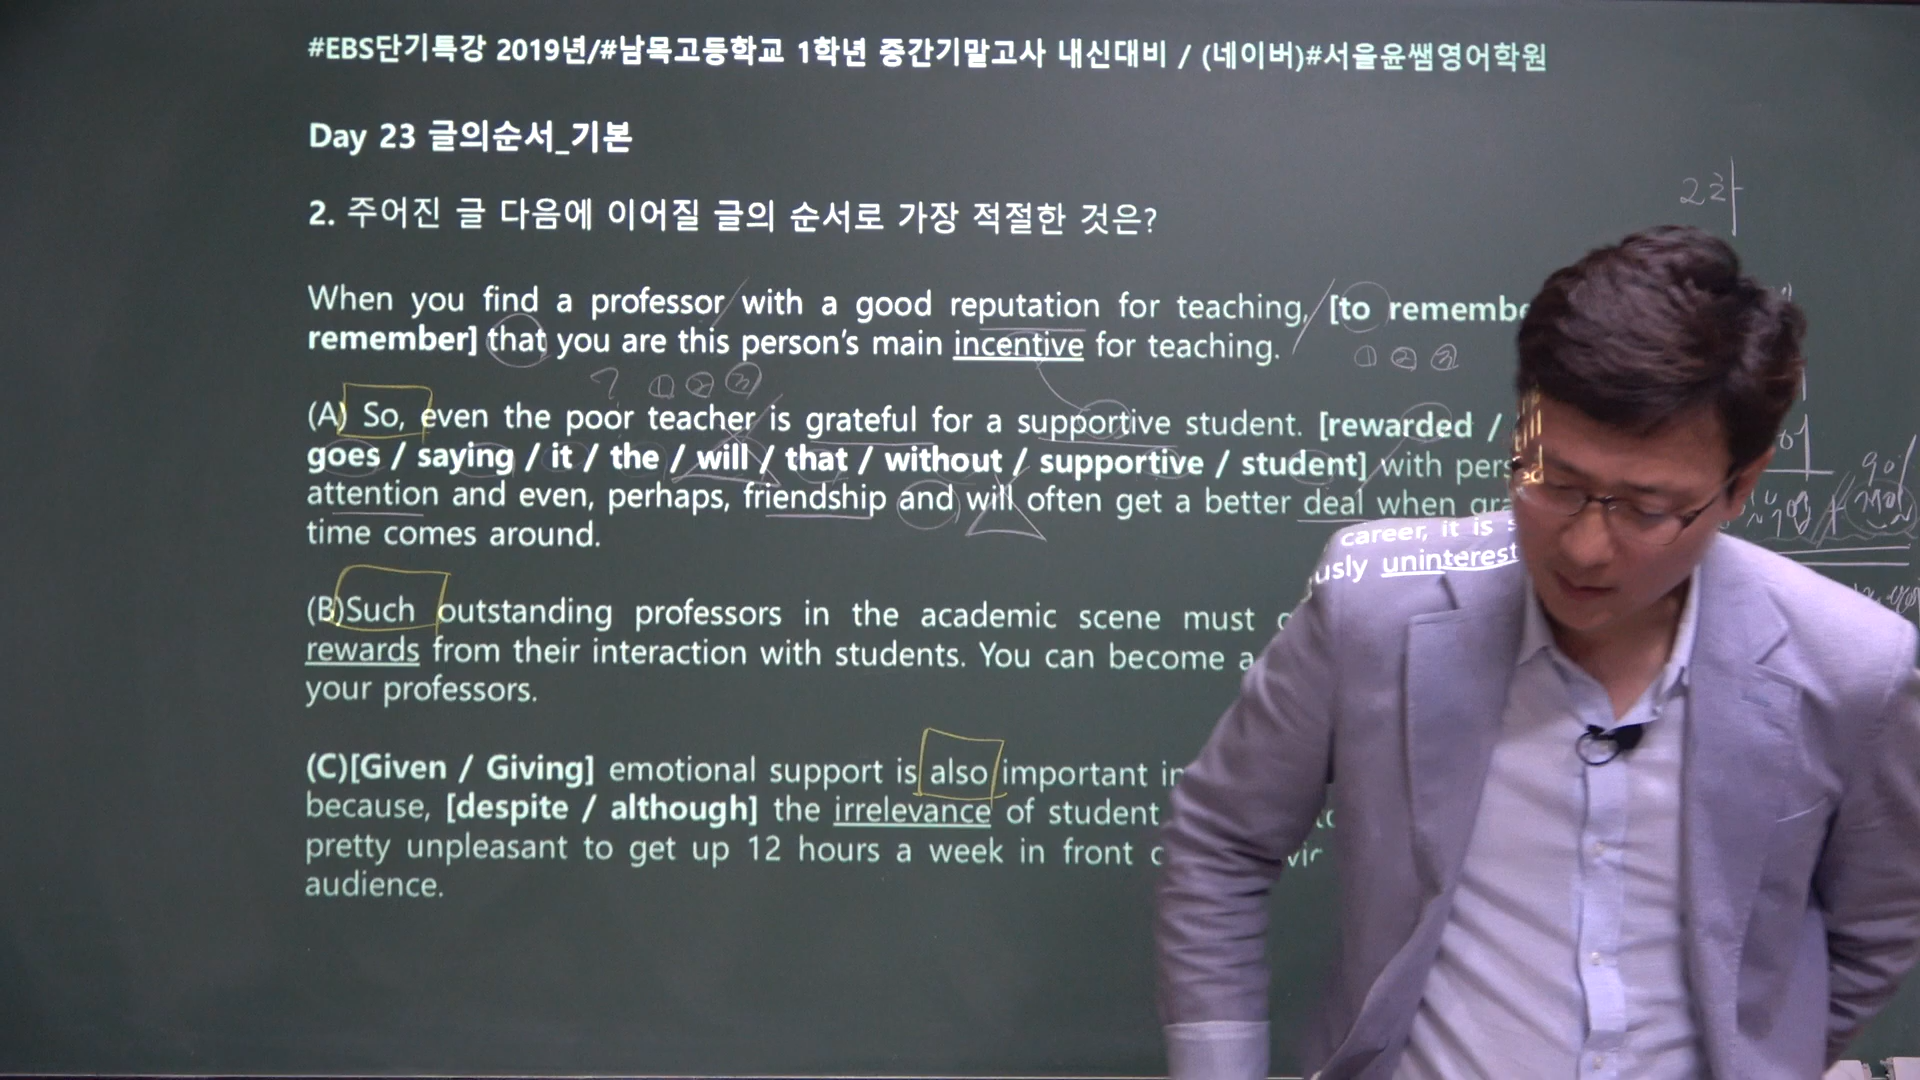 #EBS단기특강 2019년/#남목고등학교 1학년 중간기말고사 내신대비 / (네이버)#서울윤쌤영어학원
Day 23 글의순서_기본
2. 주어진 글 다음에 이어질 글의 순서로 가장 적절한 것은?
2차
When you find a professor with a good reputation for teaching, [to
remember] that you are this person's main incentive for teaching.
① ② ③
? ① ② ③
(A) So, even the poor teacher is grateful for a supportive student. [rewarded /
goes / saying / it / the / will / that / without / supportive / student] with
90%
attention and even, perhaps, friendship and will often get a better deal when
time comes around.
career, it is
uninterest
(B)Such outstanding professors in the academic scene must
rewards from their interaction with students. You can become a
your professors.
(C)[Given / Giving] emotional support is also important
because, [despite / although] the irrelevance of student
pretty unpleasant to get up 12 hours a week in front
audience.